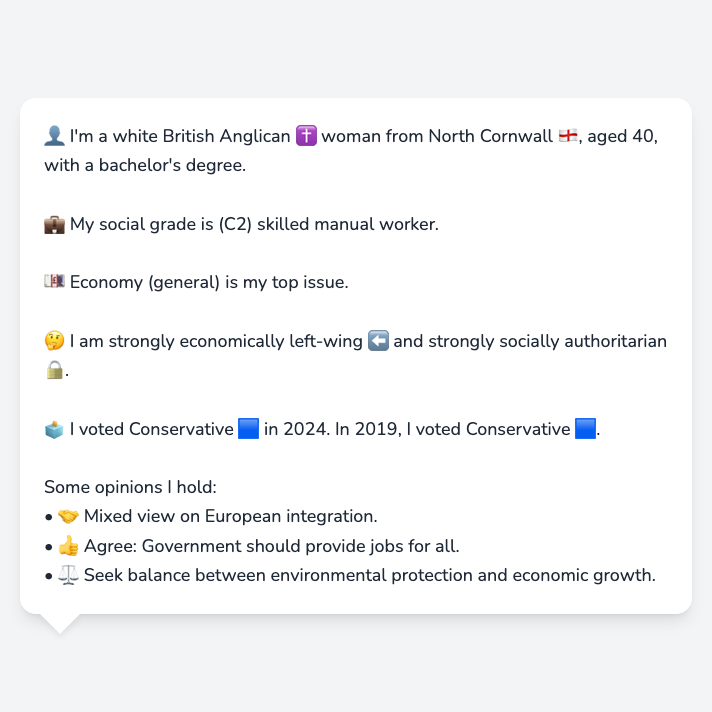 👤 I'm a white British Anglican ✝️ woman from North Cornwall 🏴󠁧󠁢󠁥󠁮󠁧󠁿, aged 40,
with a bachelor's degree.
💼 My social grade is (C2) skilled manual worker.
💷 Economy (general) is my top issue.
🤔 I am strongly economically left-wing ⬅️ and strongly socially authoritarian
🔒.
🗳️ I voted Conservative 🟦 in 2024. In 2019, I voted Conservative 🟦.
Some opinions I hold:
• 🤝 Mixed view on European integration.
• 👍 Agree: Government should provide jobs for all.
• ⚖️ Seek balance between environmental protection and economic growth.